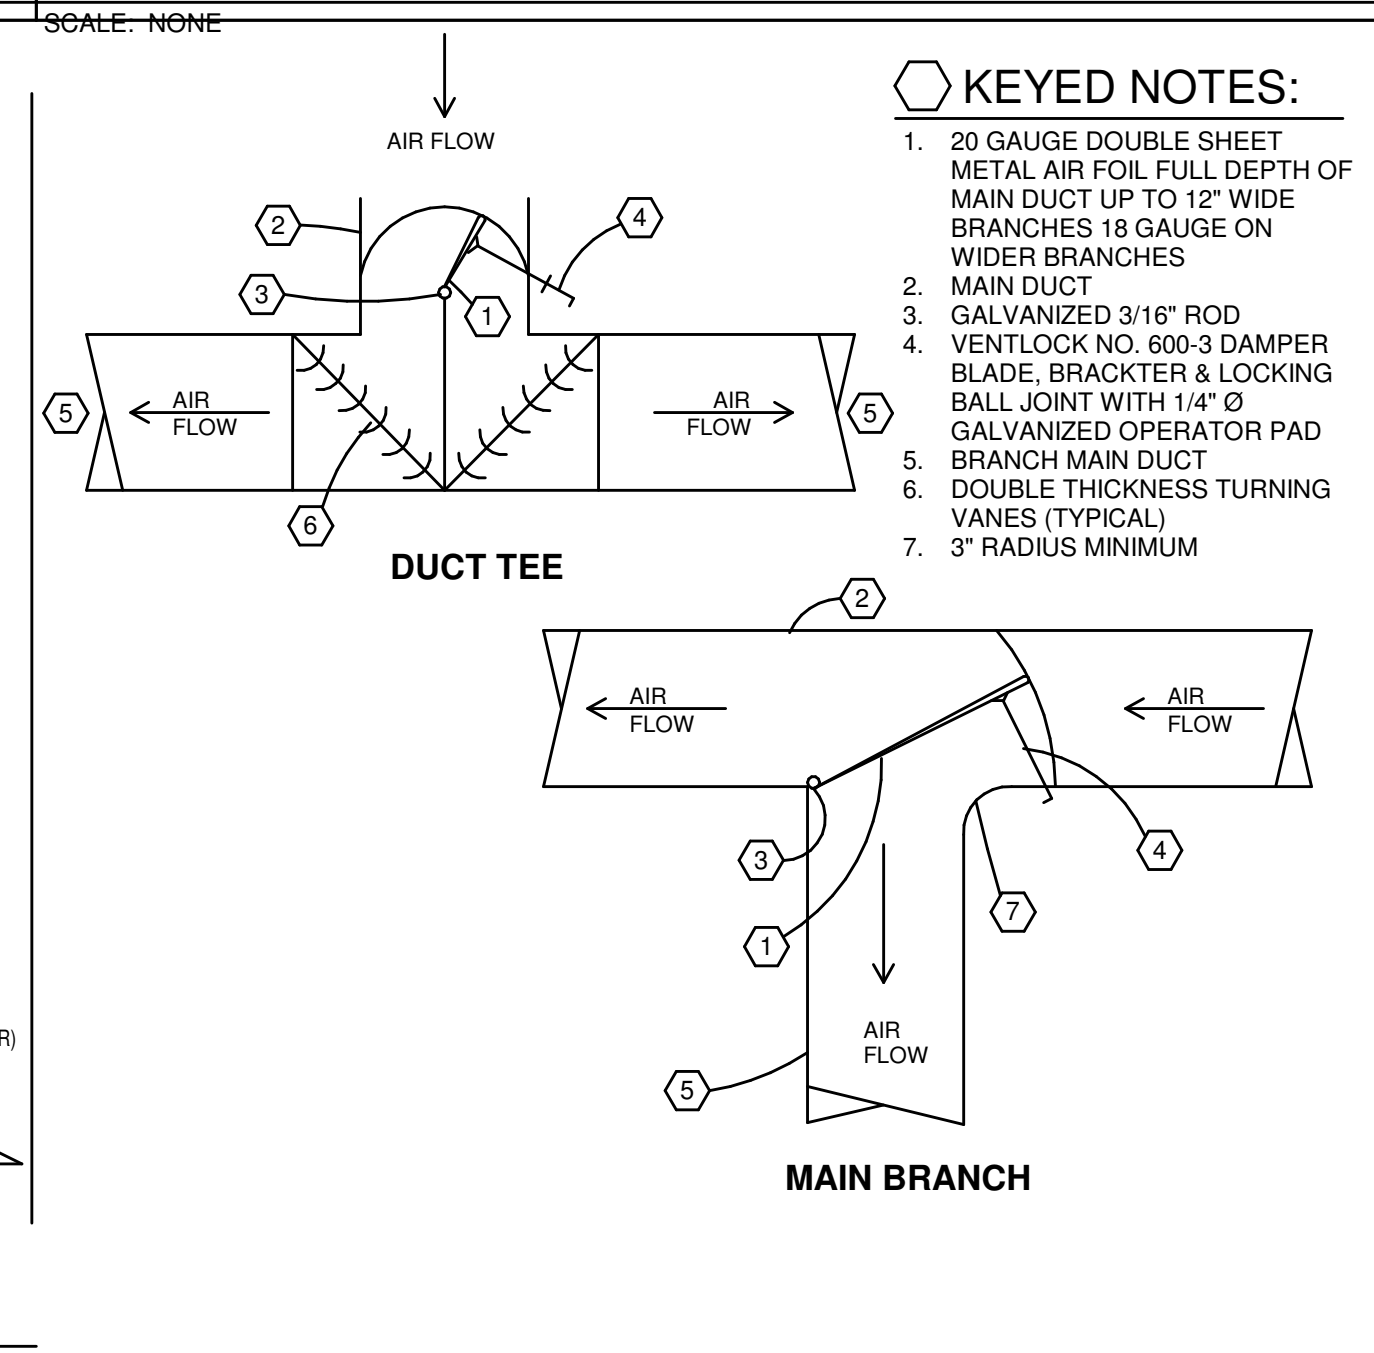 SCALE: NONE
AIR FLOW
KEYED NOTES:
1. 20 GAUGE DOUBLE SHEET
METAL AIR FOIL FULL DEPTH OF
MAIN DUCT UP TO 12" WIDE
BRANCHES 18 GAUGE ON
WIDER BRANCHES
2. MAIN DUCT
3. GALVANIZED 3/16" ROD
4. VENTLOCK NO. 600-3 DAMPER
BLADE, BRACKTER & LOCKING
BALL JOINT WITH 1/4" Ø
GALVANIZED OPERATOR PAD
5. BRANCH MAIN DUCT
6. DOUBLE THICKNESS TURNING
VANES (TYPICAL)
7. 3" RADIUS MINIMUM
2
4
3
1
5
AIR
FLOW
AIR
FLOW
5
6
DUCT TEE
2
AIR
FLOW
AIR
FLOW
3
4
1
7
AIR
FLOW
5
MAIN BRANCH
R)